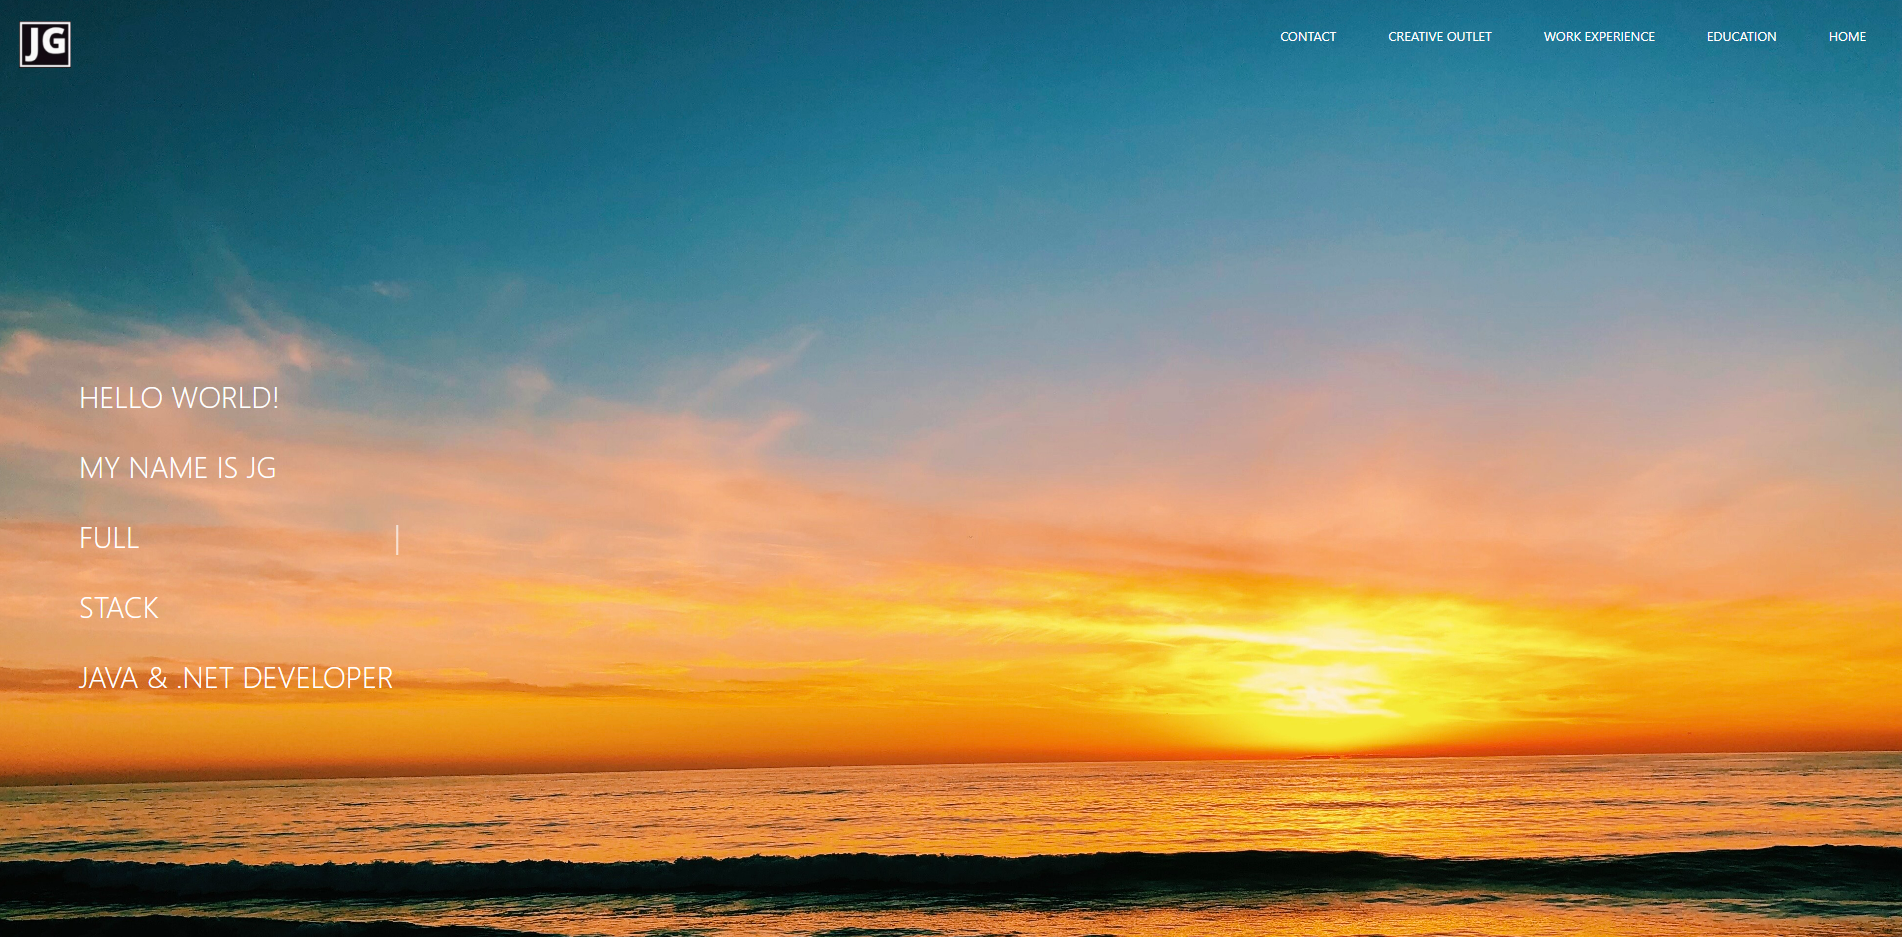 JG
CONTACT CREATIVE OUTLET WORK EXPERIENCE EDUCATION HOME
HELLO WORLD!
MY NAME IS JG
FULL |
STACK
JAVA & .NET DEVELOPER